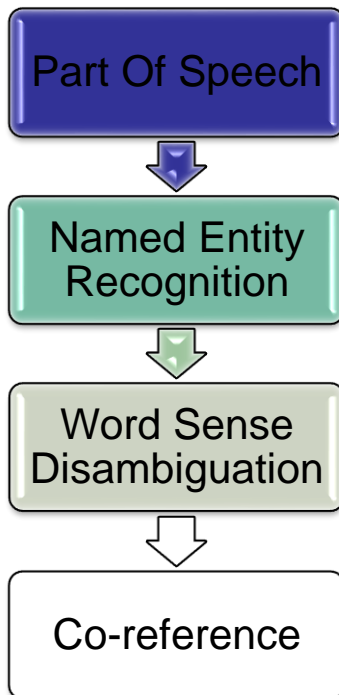 Part Of Speech
Named Entity
Recognition
Word Sense
Disambiguation
Co-reference